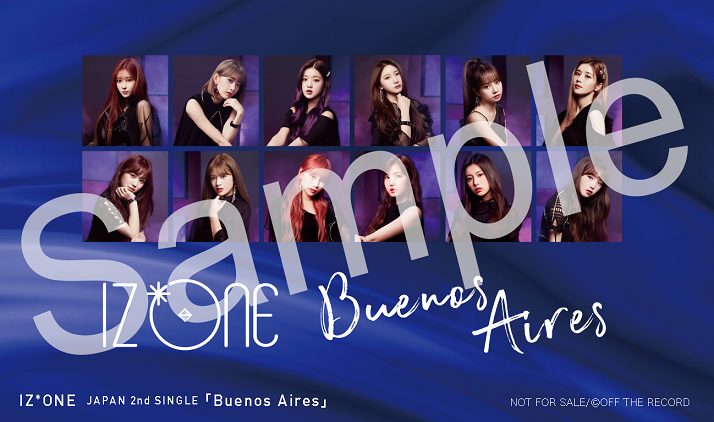 Sample
IZ*ONE Buenos Aires
IZ*ONE JAPAN 2nd SINGLE「Buenos Aires」
NOT FOR SALE/©OFF THE RECORD